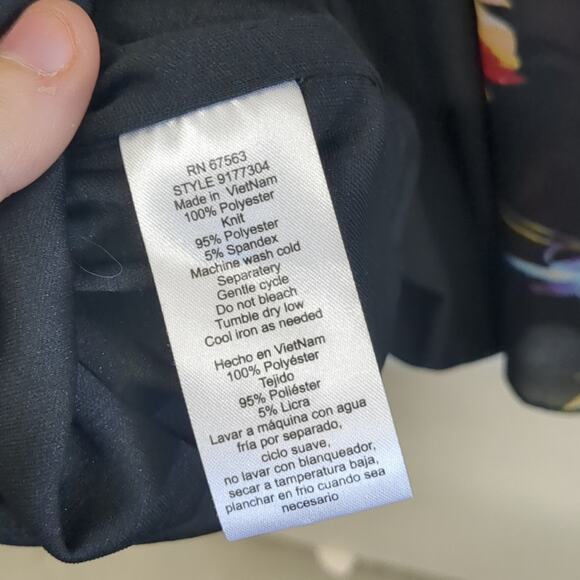 RN 67563
STYLE 9177304
Made in VietNam
100% Polyester
Knit
95% Polyester
5% Spandex
Machine wash cold
Separatery
Gentle cycle
Do not bleach
Tumble dry low
Cool iron as needed
Hecho en VietNam
100% Polyéster
Tejido
95% Poliéster
5% Licra
Lavar a máquina con agua
fría por separado,
ciclo suave,
no lavar con blanqueador,
secar a tamperatura baja,
planchar en frio cuando sea
necesario